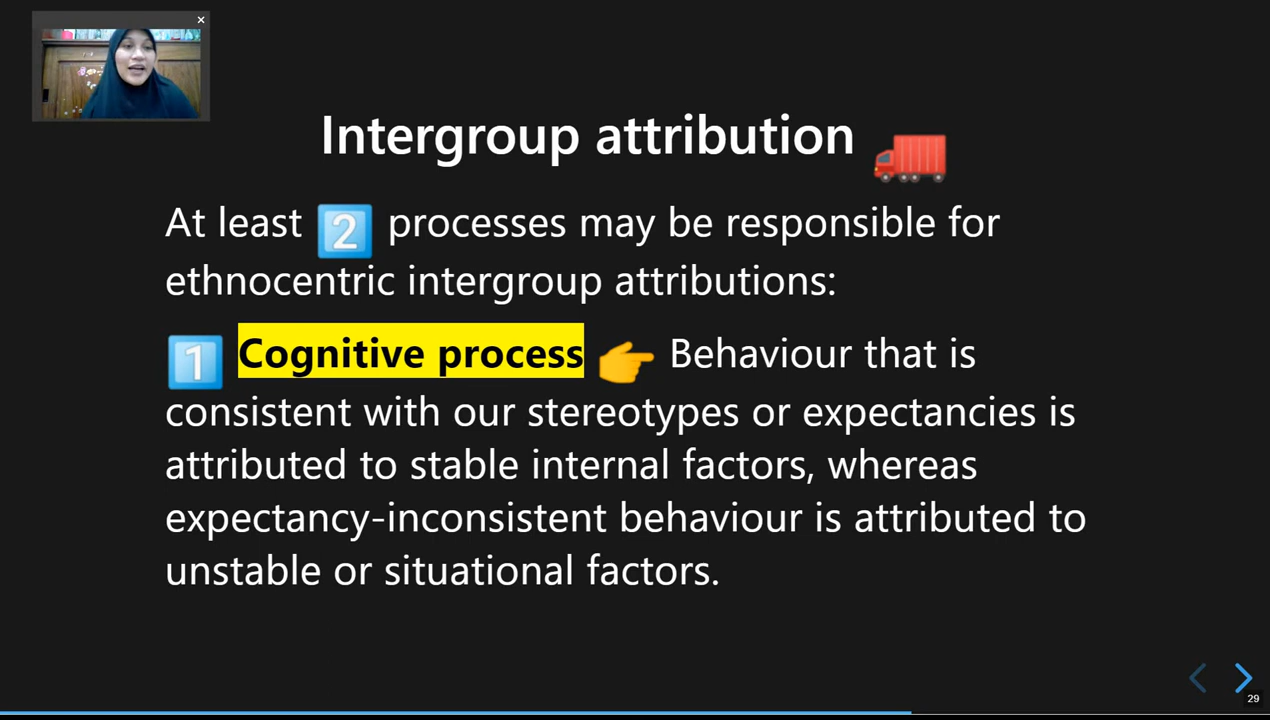 Intergroup attribution 🚛
At least 2️⃣ processes may be responsible for
ethnocentric intergroup attributions:
1️⃣ Cognitive process 👉 Behaviour that is
consistent with our stereotypes or expectancies is
attributed to stable internal factors, whereas
expectancy-inconsistent behaviour is attributed to
unstable or situational factors.
29